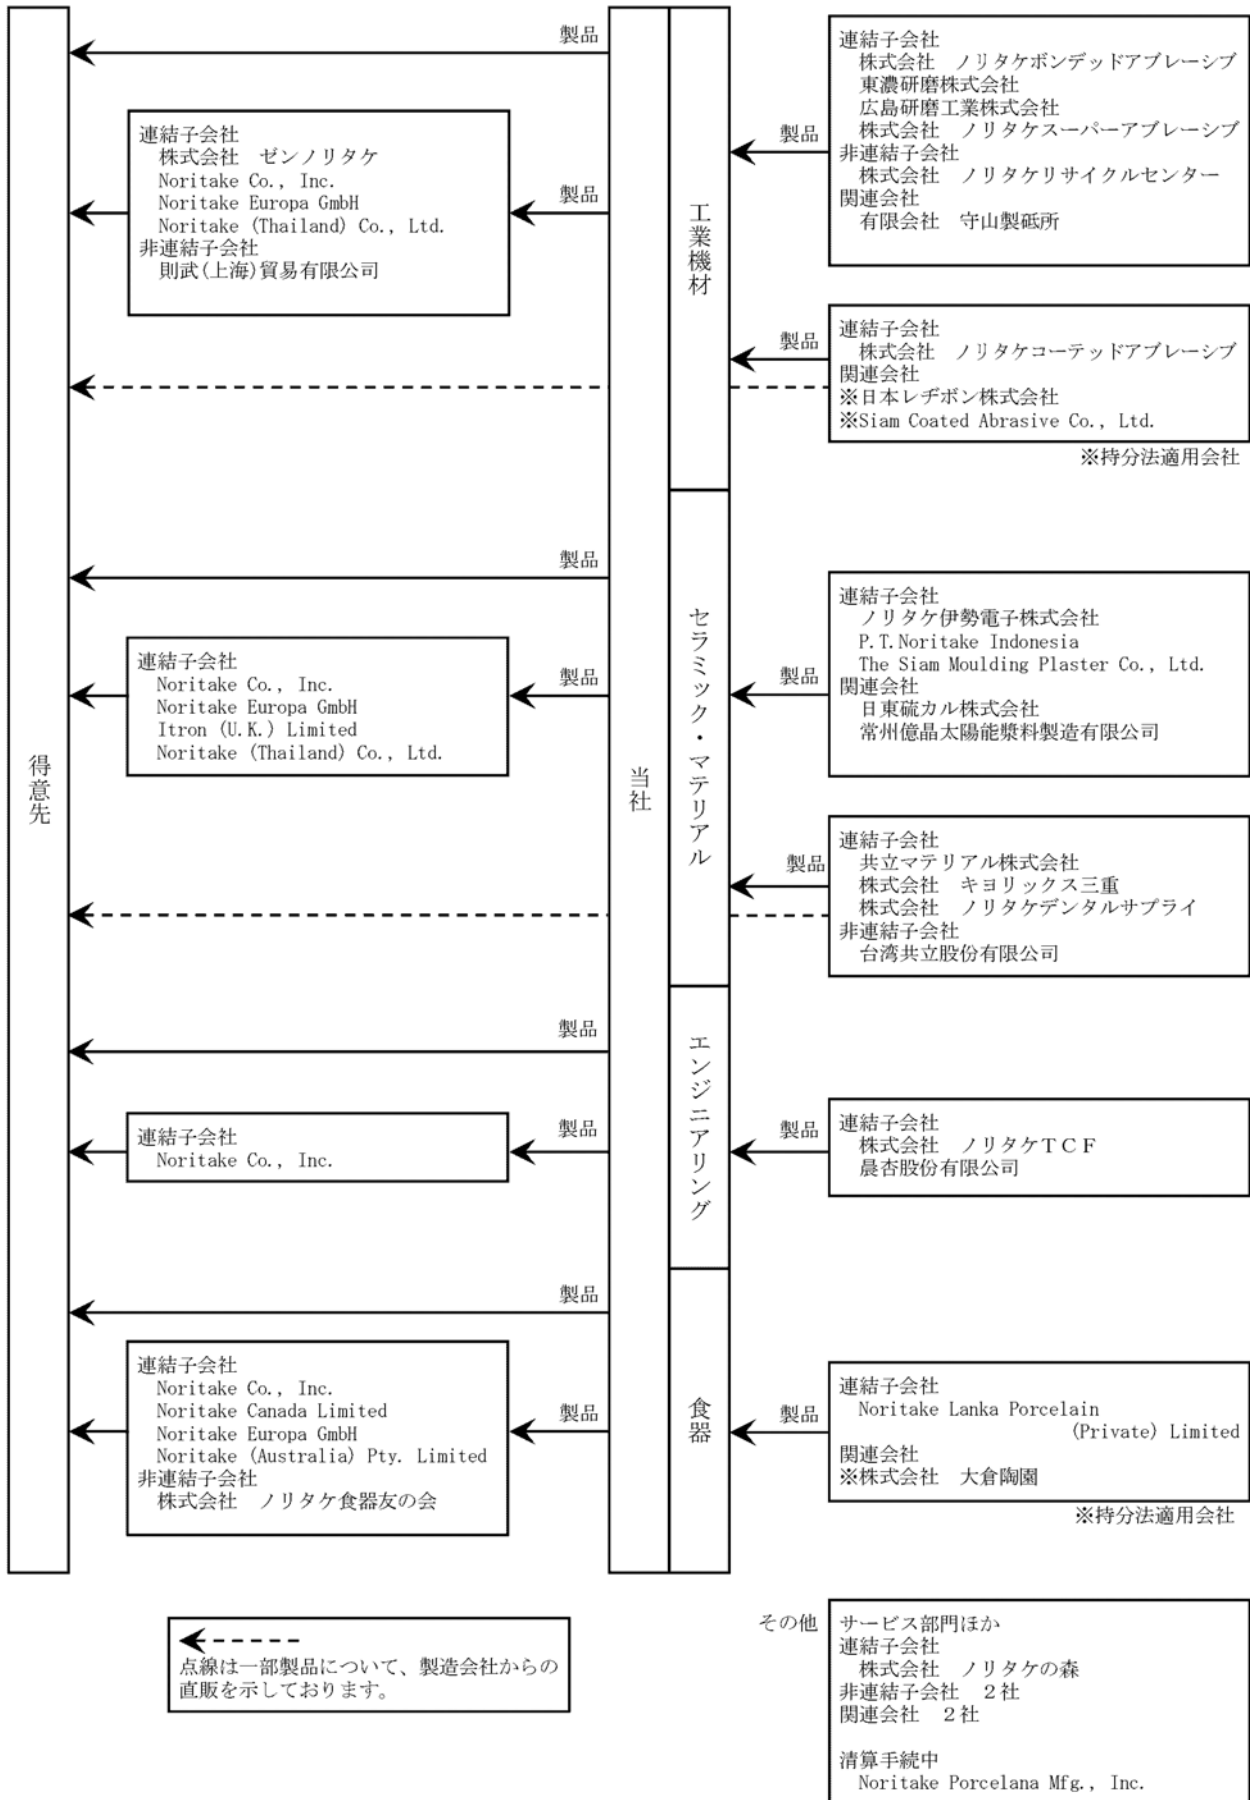 得意先
当社
工業機材
セラミック・マテリアル
エンジニアリング
食器
製品
連結子会社
株式会社　ゼンノリタケ
Noritake Co., Inc.
Noritake Europa GmbH
Noritake (Thailand) Co., Ltd.
非連結子会社
則武(上海)貿易有限公司
製品
製品
連結子会社
株式会社　ノリタケボンデッドアブレーシブ
東濃研磨株式会社
広島研磨工業株式会社
株式会社　ノリタケスーパーアブレーシブ
非連結子会社
株式会社　ノリタケリサイクルセンター
関連会社
有限会社　守山製砥所
製品
連結子会社
株式会社　ノリタケコーテッドアブレーシブ
関連会社
※日本レヂボン株式会社
※Siam Coated Abrasive Co., Ltd.
※持分法適用会社
製品
連結子会社
Noritake Co., Inc.
Noritake Europa GmbH
Itron (U.K.) Limited
Noritake (Thailand) Co., Ltd.
製品
製品
連結子会社
ノリタケ伊勢電子株式会社
P.T.Noritake Indonesia
The Siam Moulding Plaster Co., Ltd.
関連会社
日東硫カル株式会社
常州億晶太陽能漿料製造有限公司
製品
連結子会社
共立マテリアル株式会社
株式会社　キヨリックス三重
株式会社　ノリタケデンタルサプライ
非連結子会社
台湾共立股份有限公司
製品
連結子会社
Noritake Co., Inc.
製品
製品
連結子会社
株式会社　ノリタケＴＣＦ
晨杏股份有限公司
製品
連結子会社
Noritake Co., Inc.
Noritake Canada Limited
Noritake Europa GmbH
Noritake (Australia) Pty. Limited
非連結子会社
株式会社　ノリタケ食器友の会
製品
製品
連結子会社
Noritake Lanka Porcelain
(Private) Limited
関連会社
※株式会社　大倉陶園
※持分法適用会社
点線は一部製品について、製造会社からの
直販を示しております。
その他
サービス部門ほか
連結子会社
株式会社　ノリタケの森
非連結子会社　２社
関連会社　２社
清算手続中
Noritake Porcelana Mfg., Inc.